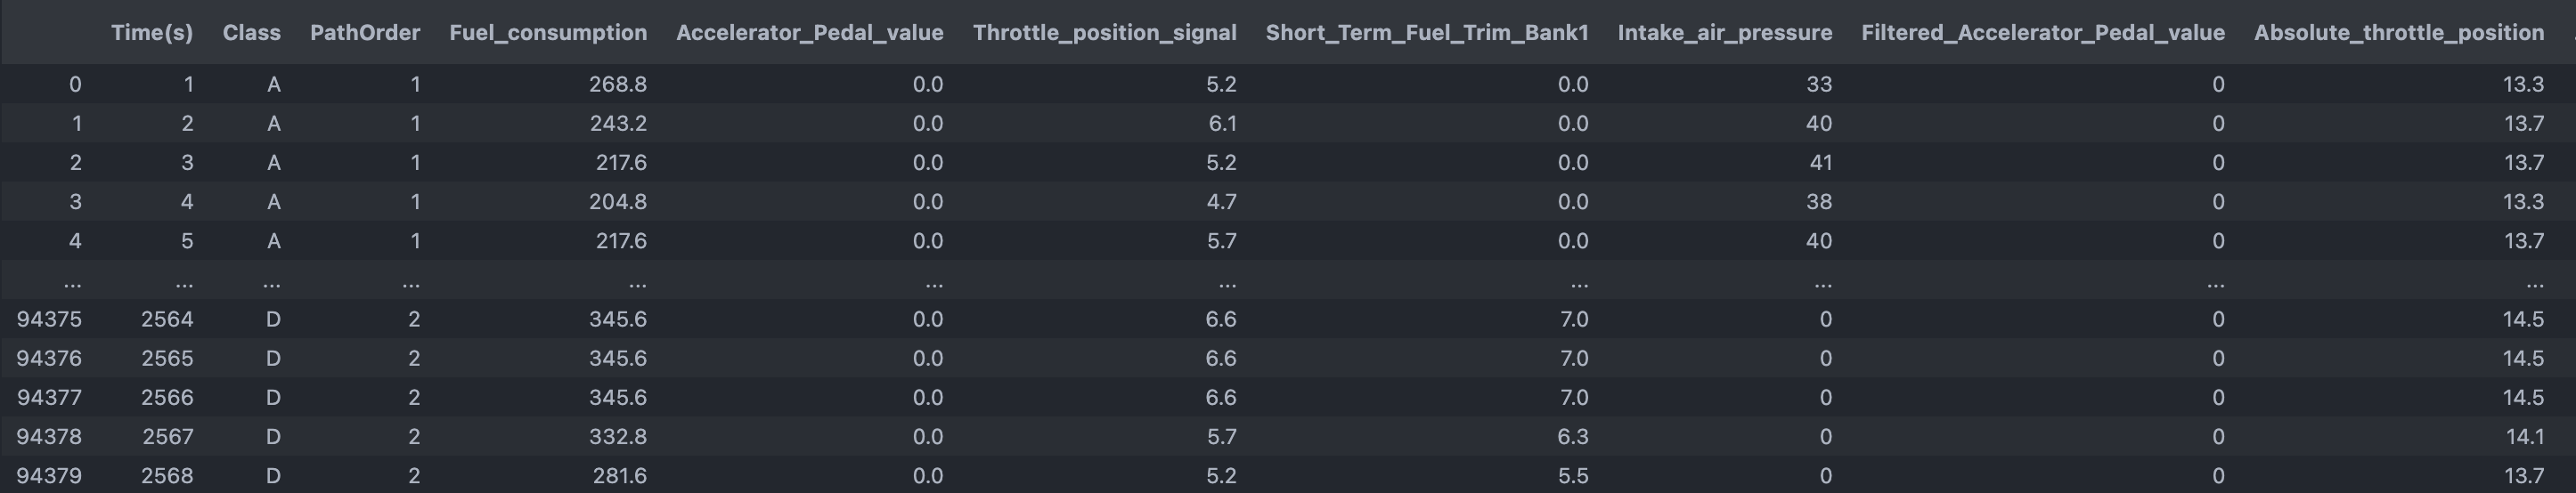 Time(s) Class PathOrder Fuel_consumption Accelerator_Pedal_value Throttle_position_signal Short_Term_Fuel_Trim_Bank1 Intake_air_pressure Filtered_Accelerator_Pedal_value Absolute_throttle_position
0 1 A 1 268.8 0.0 5.2 0.0 33 0 13.3
1 2 A 1 243.2 0.0 6.1 0.0 40 0 13.7
2 3 A 1 217.6 0.0 5.2 0.0 41 0 13.7
3 4 A 1 204.8 0.0 4.7 0.0 38 0 13.3
4 5 A 1 217.6 0.0 5.7 0.0 40 0 13.7
... ... ... ... ... ... ... ... ... ... ...
94375 2564 D 2 345.6 0.0 6.6 7.0 0 0 14.5
94376 2565 D 2 345.6 0.0 6.6 7.0 0 0 14.5
94377 2566 D 2 345.6 0.0 6.6 7.0 0 0 14.5
94378 2567 D 2 332.8 0.0 5.7 6.3 0 0 14.1
94379 2568 D 2 281.6 0.0 5.2 5.5 0 0 13.7